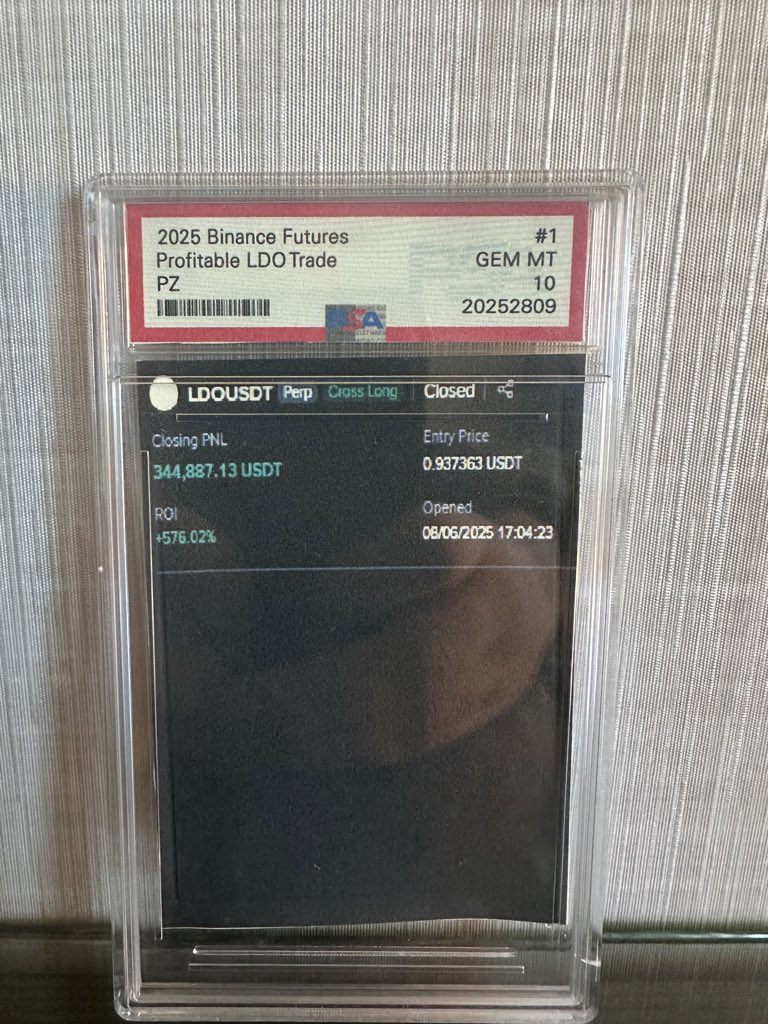 2025 Binance Futures #1
Profitable LDO Trade GEM MT
PZ 10
20252809
LDOUSDT Perp Cross Long Closed
Closing PNL Entry Price
344,887.13 USDT 0.937363 USDT
ROI Opened
+576.02% 08/06/2025 17:04:23